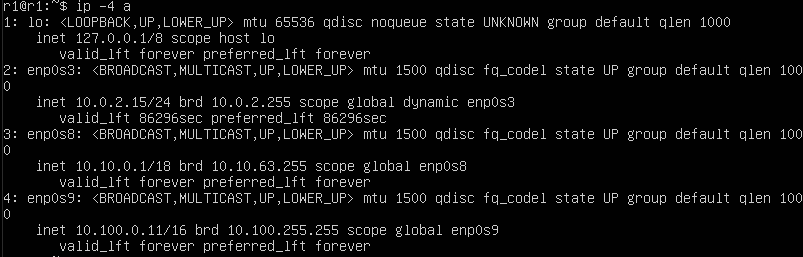 r1@r1:~$ ip -4 a
1: lo: <LOOPBACK,UP,LOWER_UP> mtu 65536 qdisc noqueue state UNKNOWN group default qlen 1000
    inet 127.0.0.1/8 scope host lo
       valid_lft forever preferred_lft forever
2: enp0s3: <BROADCAST,MULTICAST,UP,LOWER_UP> mtu 1500 qdisc fq_codel state UP group default qlen 100
0
    inet 10.0.2.15/24 brd 10.0.2.255 scope global dynamic enp0s3
       valid_lft 86296sec preferred_lft 86296sec
3: enp0s8: <BROADCAST,MULTICAST,UP,LOWER_UP> mtu 1500 qdisc fq_codel state UP group default qlen 100
0
    inet 10.10.0.1/18 brd 10.10.63.255 scope global enp0s8
       valid_lft forever preferred_lft forever
4: enp0s9: <BROADCAST,MULTICAST,UP,LOWER_UP> mtu 1500 qdisc fq_codel state UP group default qlen 100
0
    inet 10.100.0.11/16 brd 10.100.255.255 scope global enp0s9
       valid_lft forever preferred_lft forever